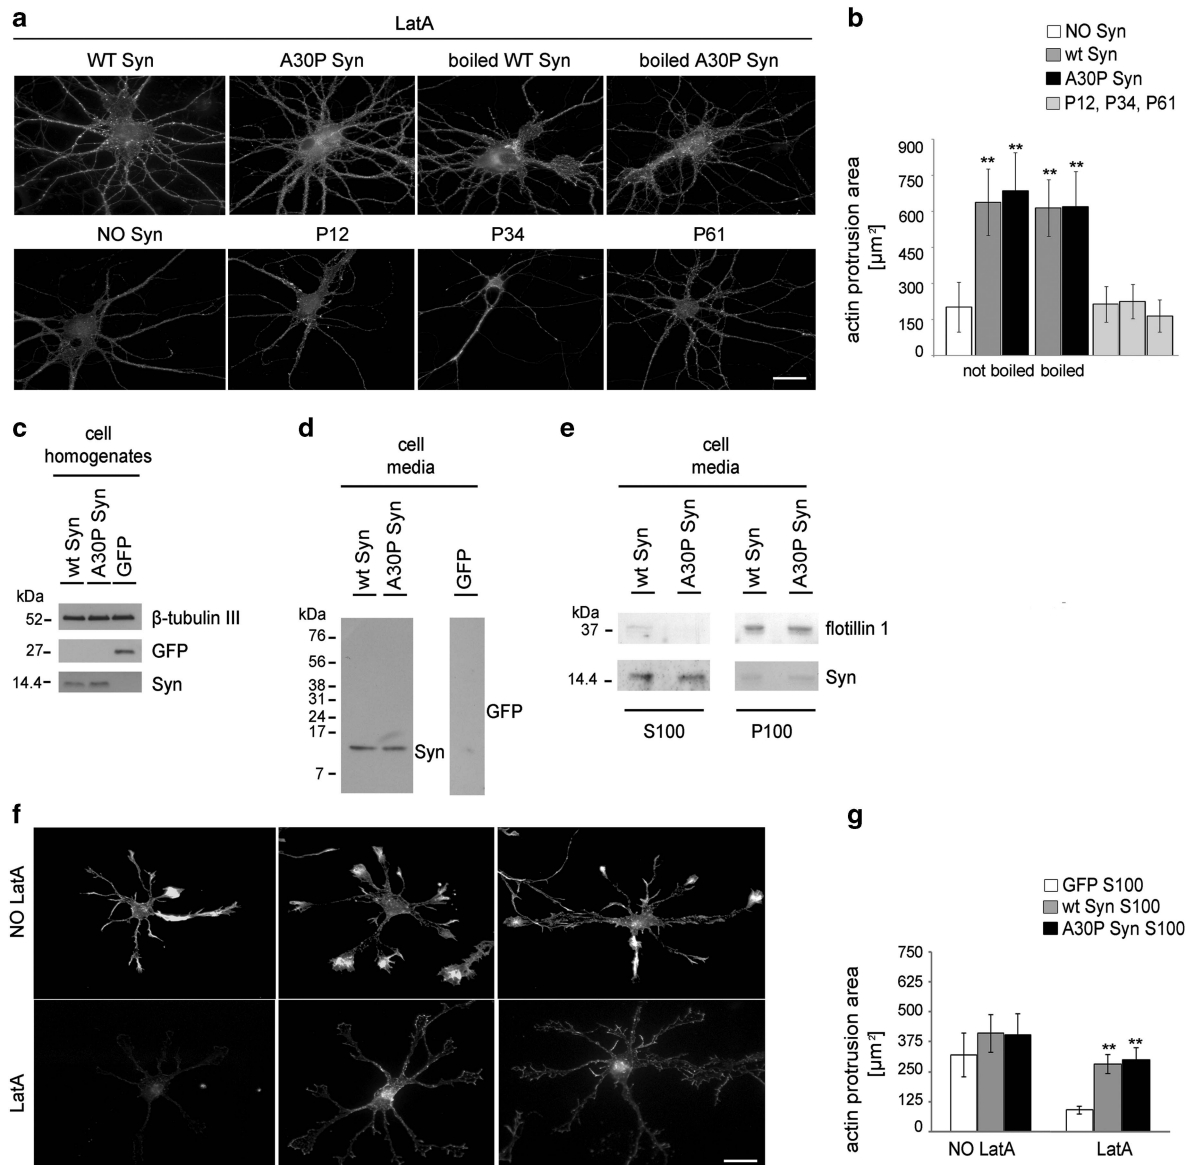 a
LatA
WT Syn A30P Syn boiled WT Syn boiled A30P Syn
NO Syn P12 P34 P61
b
NO Syn
wt Syn
A30P Syn
P12, P34, P61
actin protrusion area
[µm²]
900
750
600
450
300
150
0
** ** ** **
not boiled boiled
c
cell
homogenates
wt Syn
A30P Syn
GFP
kDa
52 β-tubulin III
27 GFP
14.4 Syn
d
cell
media
wt Syn
A30P Syn
GFP
kDa
76
56
38
31
24
17
7
Syn
GFP
e
cell
media
wt Syn
A30P Syn
wt Syn
A30P Syn
kDa
37 flotillin 1
14.4 Syn
S100 P100
f
NO LatA
LatA
g
GFP S100
wt Syn S100
A30P Syn S100
actin protrusion area
[µm²]
750
625
500
375
250
125
0
** **
NO LatA LatA